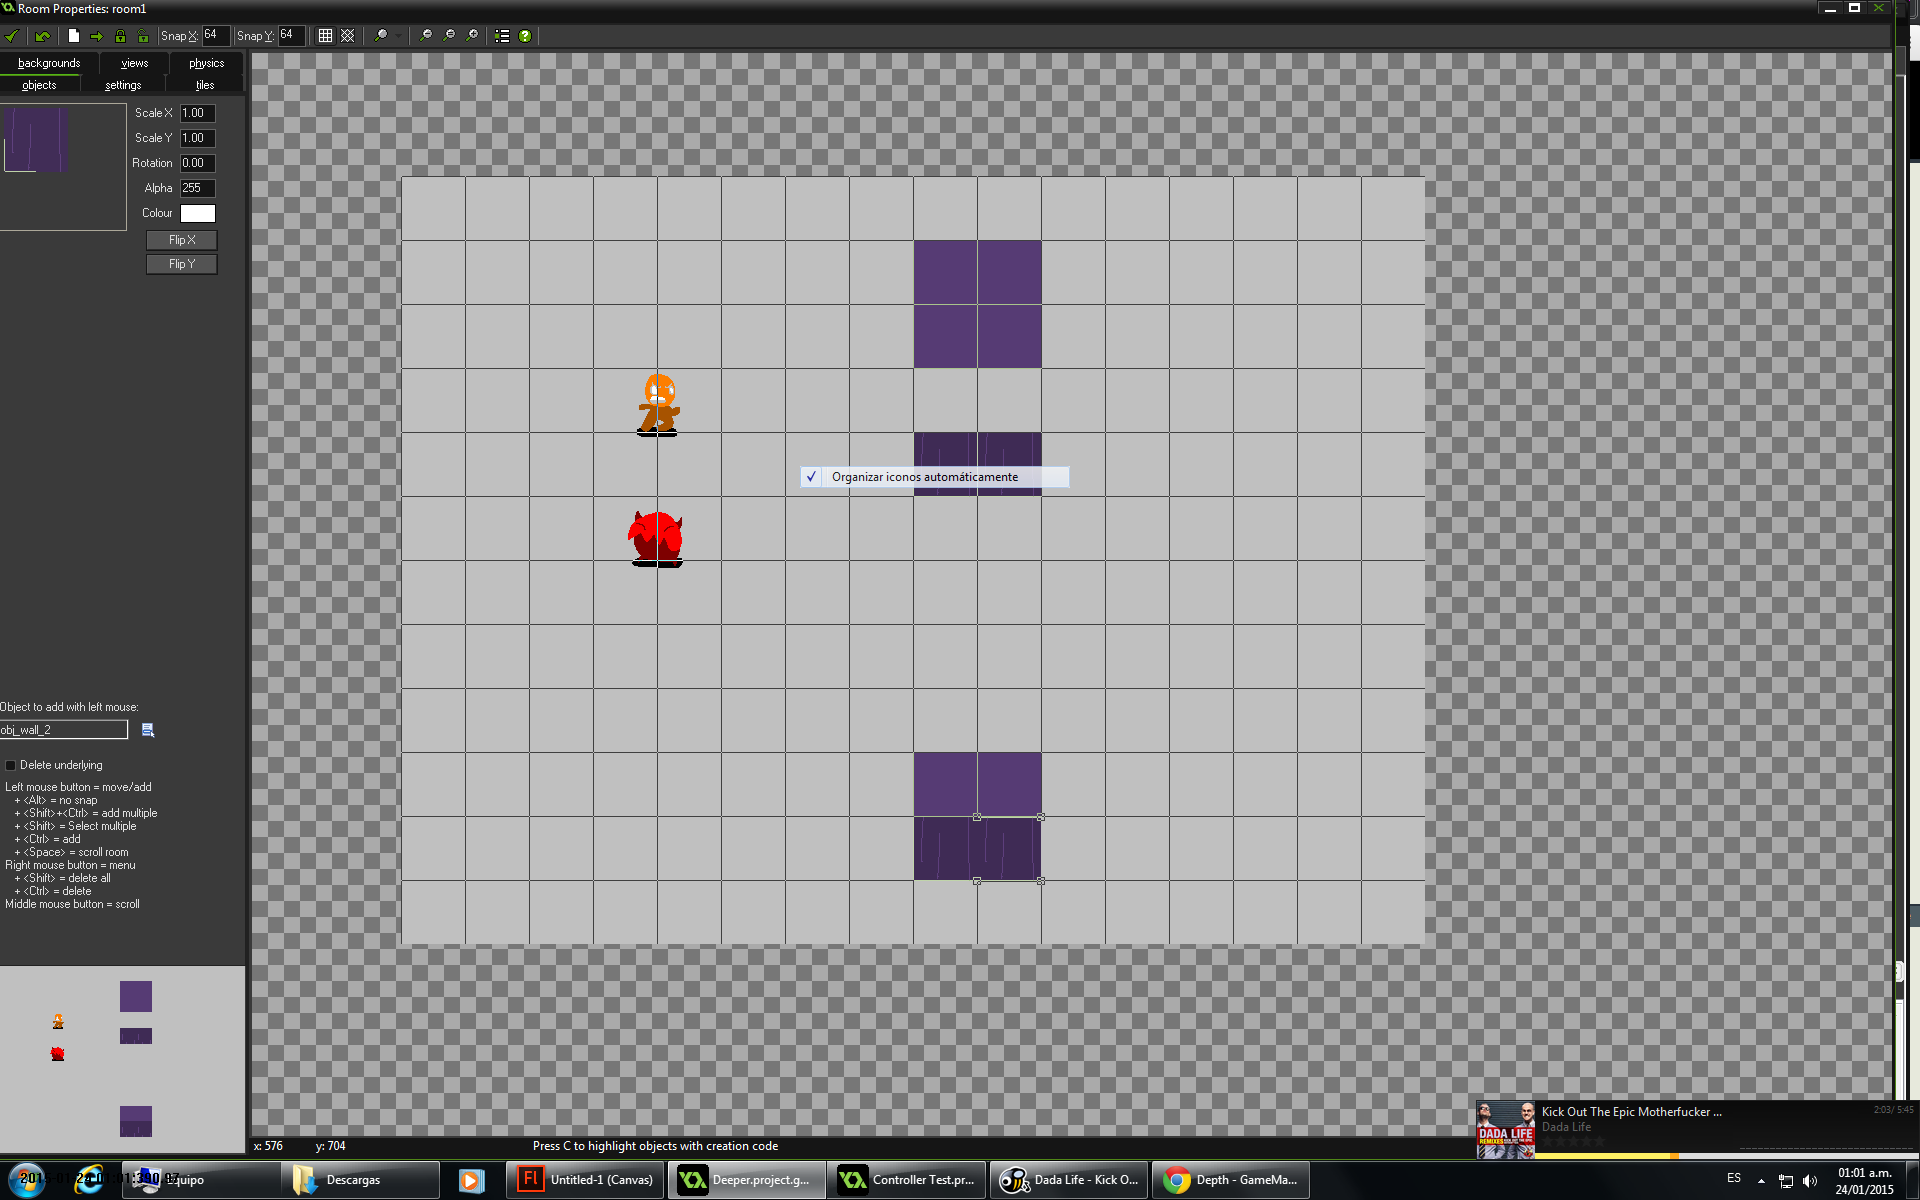 Room Properties: room1
Snap X: 64 Snap Y: 64
backgrounds views physics
objects settings tiles
Scale X 1.00
Scale Y 1.00
Rotation 0.00
Alpha 255
Colour
Flip X
Flip Y
Organizar iconos automáticamente
Object to add with left mouse:
obj_wall_2
Delete underlying
Left mouse button = move/add
+ <Alt> = no snap
+ <Shift>+<Ctrl> = add multiple
+ <Shift> = Select multiple
+ <Ctrl> = add
+ <Space> = scroll room
Right mouse button = menu
+ <Shift> = delete all
+ <Ctrl> = delete
Middle mouse button = scroll
x: 576 y: 704 Press C to highlight objects with creation code
Kick Out The Epic Motherfucker ...
2:03/ 5:45
Dada Life
DADA LIFE
Equipo
Descargas
Fl Untitled-1 (Canvas)
Deeper.project.g...
Controller Test.pr...
Dada Life - Kick O...
Depth - GameMa...
ES
01:01 a.m.
24/01/2015